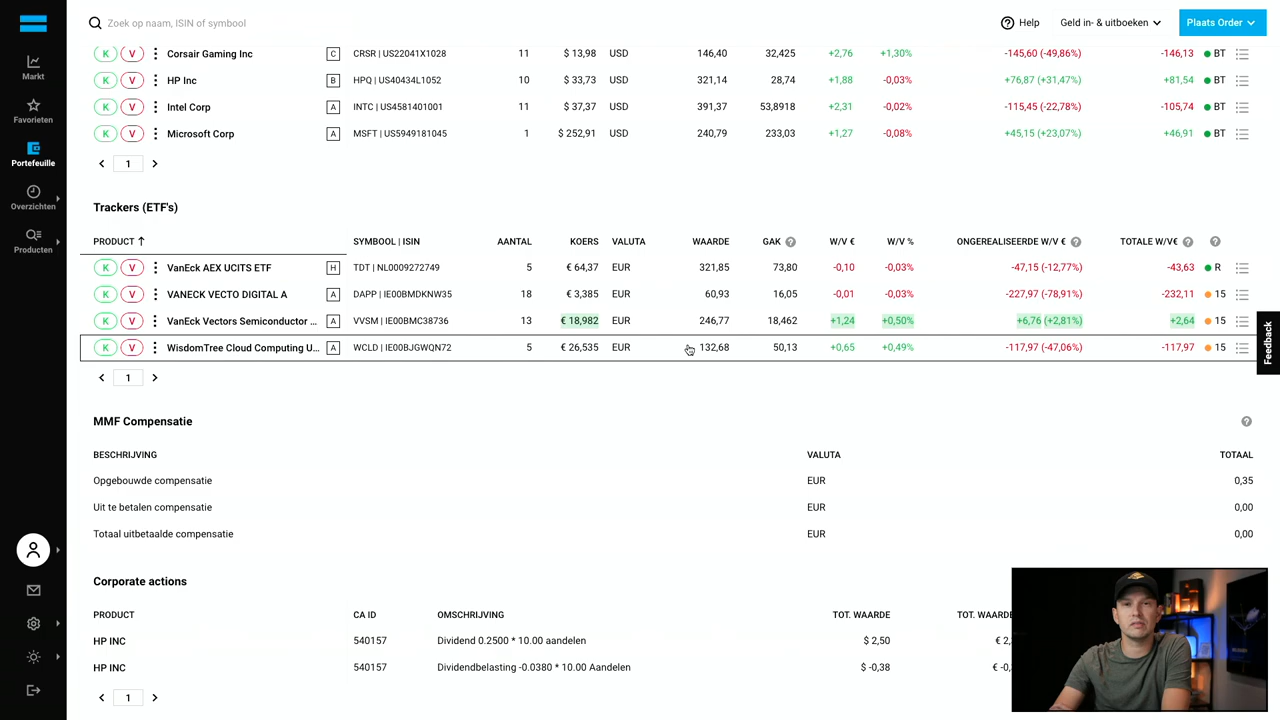 Zoek op naam, ISIN of symbool
Help
Geld in- & uitboeken
Plaats Order
Markt
Favorieten
Portefeuille
Overzichten
Producten
K V Corsair Gaming Inc C CRSR | US22041X1028 11 $ 13,98 USD 146,40 32,425 +2,76 +1,30% -145,60 (-49,86%) -146,13 BT
K V HP Inc B HPQ | US40434L1052 10 $ 33,73 USD 321,14 28,74 +1,88 -0,03% +76,87 (+31,47%) +81,54 BT
K V Intel Corp A INTC | US4581401001 11 $ 37,37 USD 391,37 53,8918 +2,31 -0,02% -115,45 (-22,78%) -105,74 BT
K V Microsoft Corp A MSFT | US5949181045 1 $ 252,91 USD 240,79 233,03 +1,27 -0,08% +45,15 (+23,07%) +46,91 BT
1
Trackers (ETF's)
PRODUCT SYMBOOL | ISIN AANTAL KOERS VALUTA WAARDE GAK ? W/V € W/V % ONGEREALISEERDE W/V € ? TOTALE W/V€ ? ?
K V VanEck AEX UCITS ETF H TDT | NL0009272749 5 € 64,37 EUR 321,85 73,80 -0,10 -0,03% -47,15 (-12,77%) -43,63 R
K V VANECK VECTO DIGITAL A A DAPP | IE00BMDKNW35 18 € 3,385 EUR 60,93 16,05 -0,01 -0,03% -227,97 (-78,91%) -232,11 15
K V VanEck Vectors Semiconductor ... A VVSM | IE00BMC38736 13 € 18,982 EUR 246,77 18,462 +1,24 +0,50% +6,76 (+2,81%) +2,64 15
K V WisdomTree Cloud Computing U... A WCLD | IE00BJGWQN72 5 € 26,535 EUR 132,68 50,13 +0,65 +0,49% -117,97 (-47,06%) -117,97 15
1
Feedback
MMF Compensatie ?
BESCHRIJVING VALUTA TOTAAL
Opgebouwde compensatie EUR 0,35
Uit te betalen compensatie EUR 0,00
Totaal uitbetaalde compensatie EUR 0,00
Corporate actions
PRODUCT CA ID OMSCHRIJVING TOT. WAARDE TOT. WAARD
HP INC 540157 Dividend 0.2500 * 10.00 aandelen $ 2,50 € 2,
HP INC 540157 Dividendbelasting -0.0380 * 10.00 Aandelen $ -0,38 € -0,
1